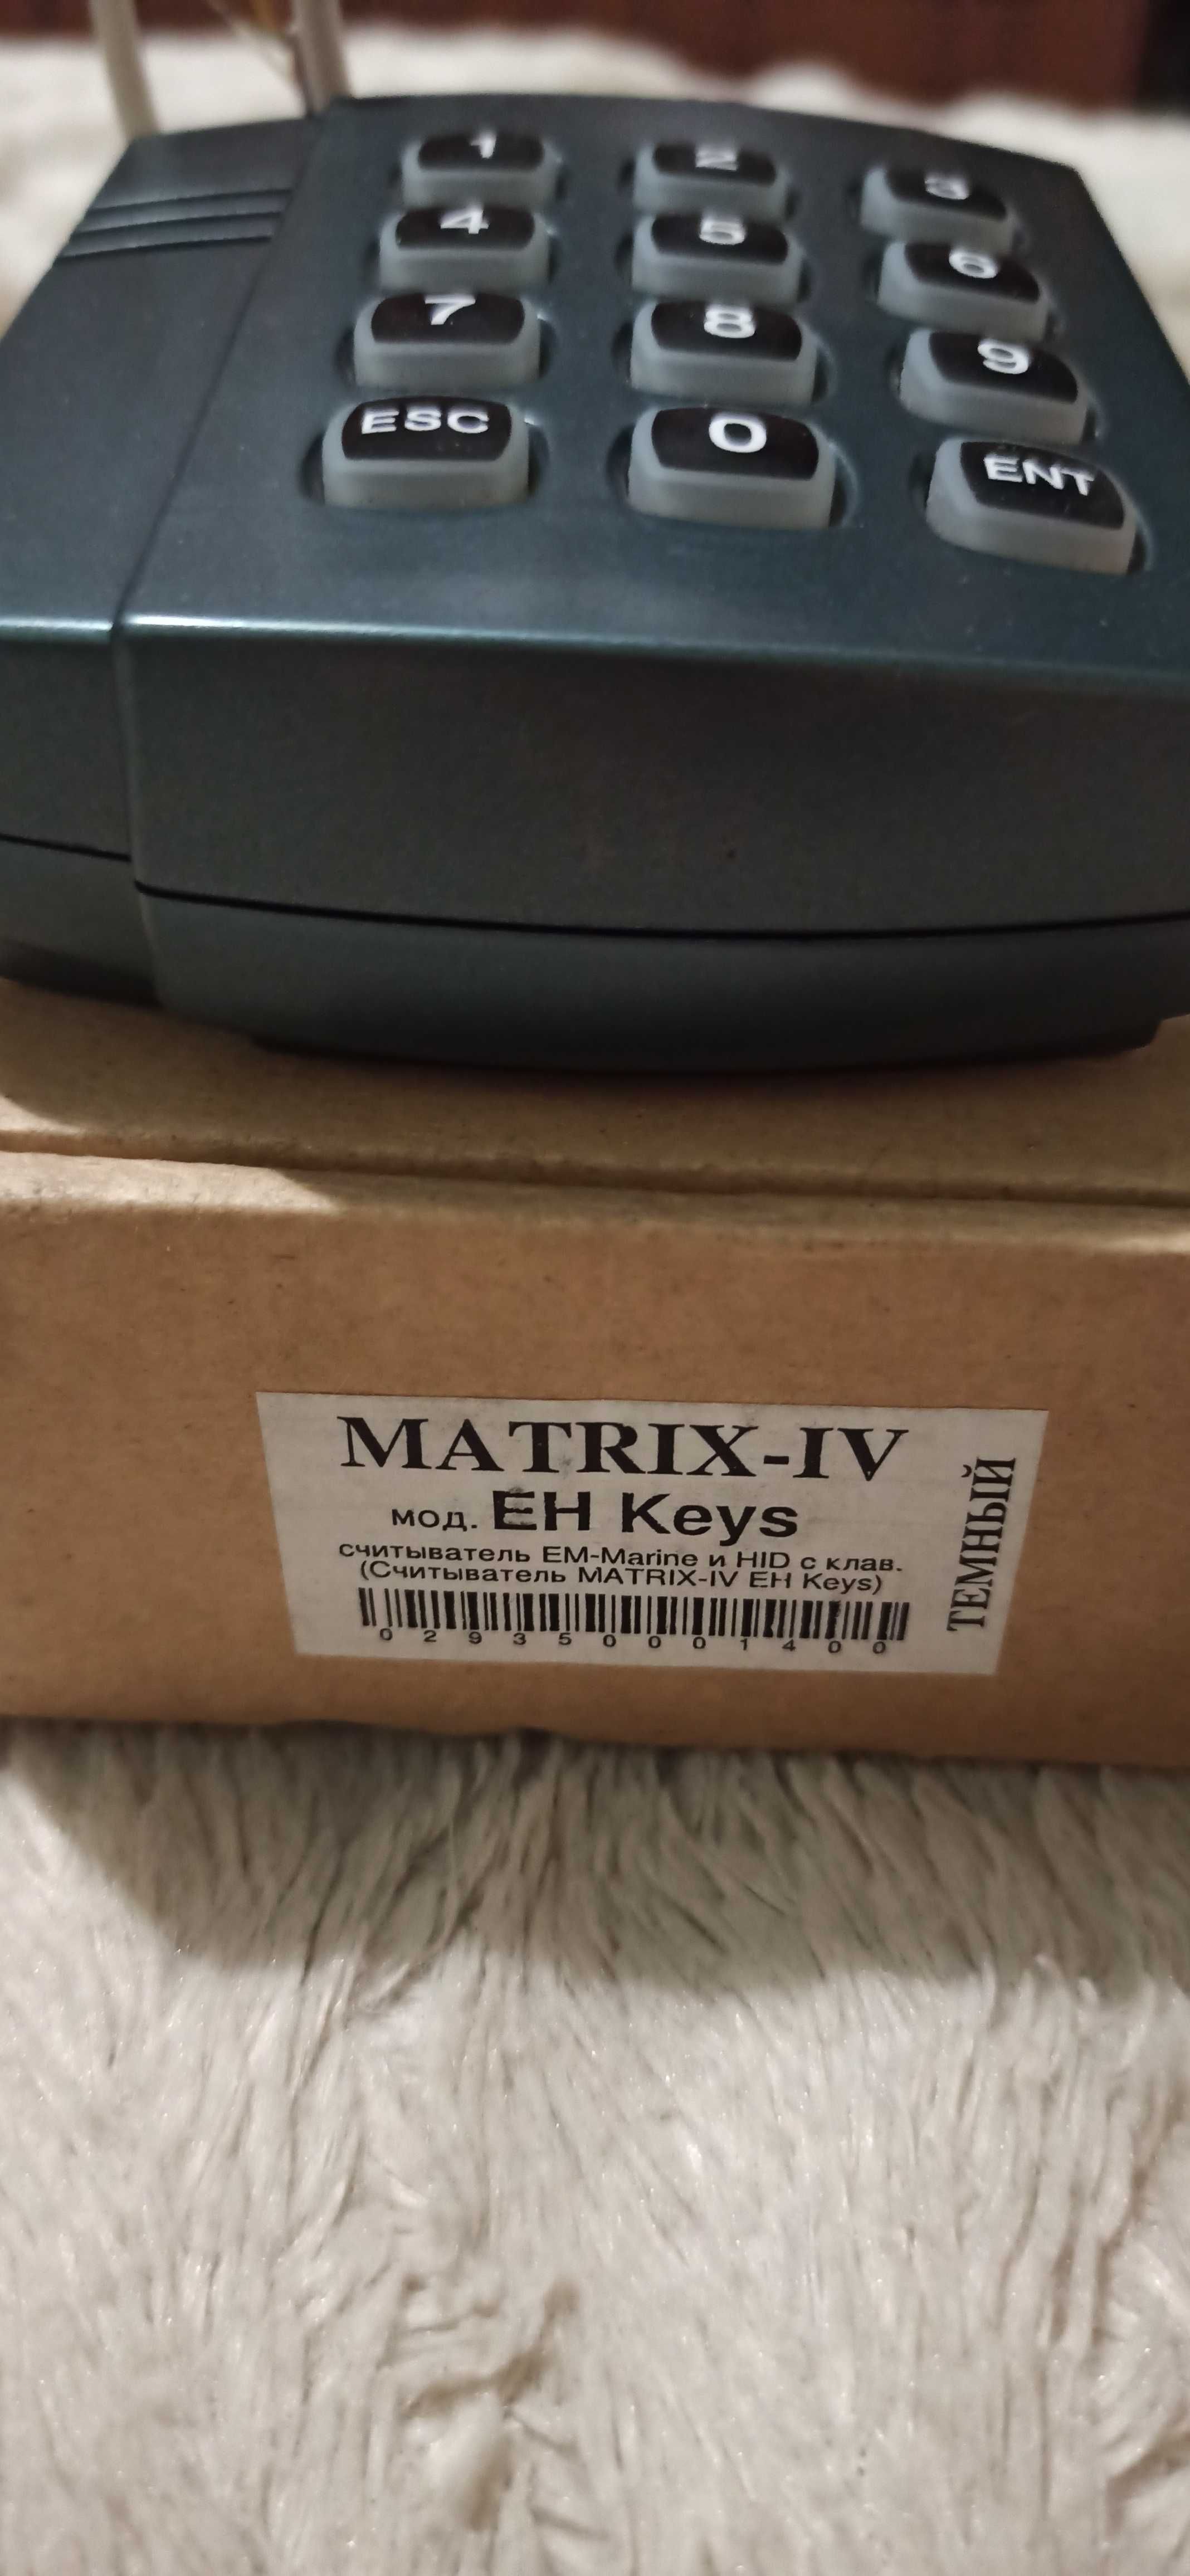 1 2 3
4 5 6
7 8 9
ESC 0 ENT
MATRIX-IV
мод. EH Keys
считыватель EM-Marine и HID с клав.
(Считыватель MATRIX-IV EH Keys)
029350001400
ТЕМНЫЙ